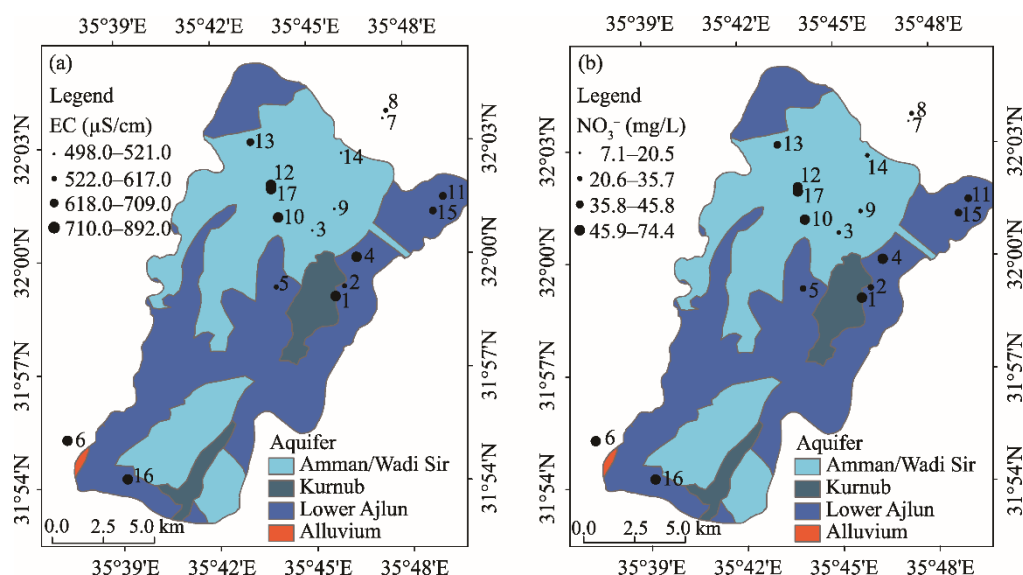 35°39'E 35°42'E 35°45'E 35°48'E
(a)
Legend
EC (μS/cm)
498.0–521.0
522.0–617.0
618.0–709.0
710.0–892.0
32°03'N
32°00'N
31°57'N
31°54'N
8
7
13
14
12
17
11
15
10
9
3
4
5
2
1
6
16
Aquifer
Amman/Wadi Sir
Kurnub
Lower Ajlun
Alluvium
0.0 2.5 5.0 km
32°03'N
32°00'N
31°57'N
31°54'N
35°39'E 35°42'E 35°45'E 35°48'E
35°39'E 35°42'E 35°45'E 35°48'E
(b)
Legend
NO₃⁻ (mg/L)
7.1–20.5
20.6–35.7
35.8–45.8
45.9–74.4
32°03'N
32°00'N
31°57'N
31°54'N
8
7
13
14
12
17
11
15
10
9
3
4
5
2
1
6
16
Aquifer
Amman/Wadi Sir
Kurnub
Lower Ajlun
Alluvium
0.0 2.5 5.0 km
32°03'N
32°00'N
31°57'N
31°54'N
35°39'E 35°42'E 35°45'E 35°48'E